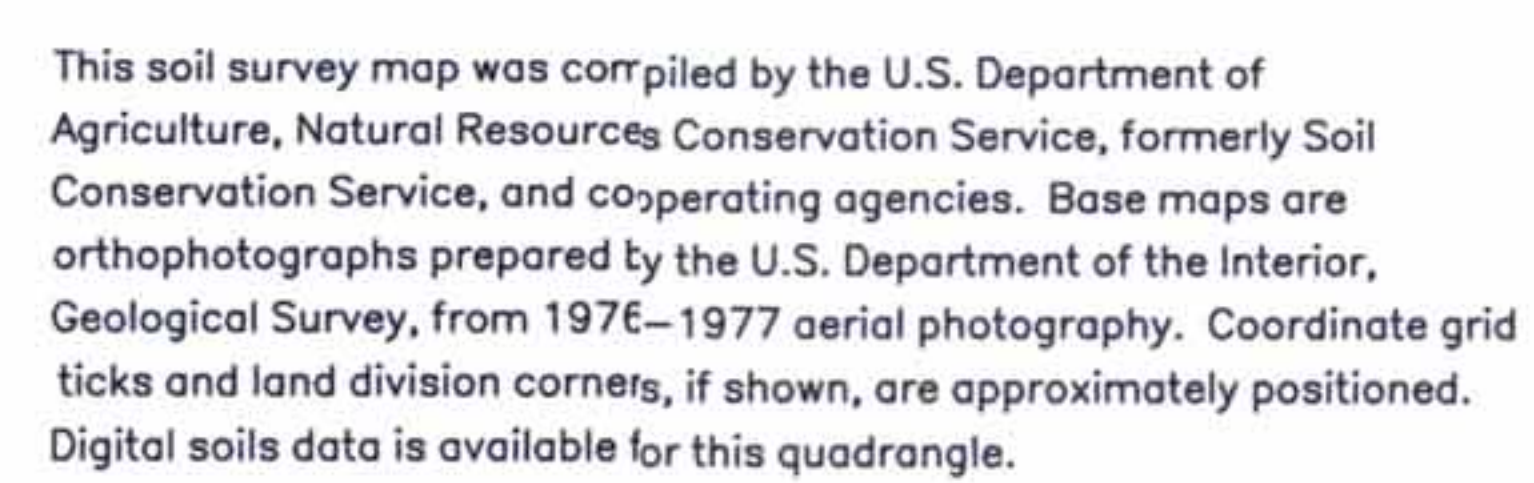 This soil survey map was compiled by the U.S. Department of
Agriculture, Natural Resources Conservation Service, formerly Soil
Conservation Service, and cooperating agencies. Base maps are
orthophotographs prepared by the U.S. Department of the Interior,
Geological Survey, from 1976–1977 aerial photography. Coordinate grid
ticks and land division corners, if shown, are approximately positioned.
Digital soils data is available for this quadrangle.